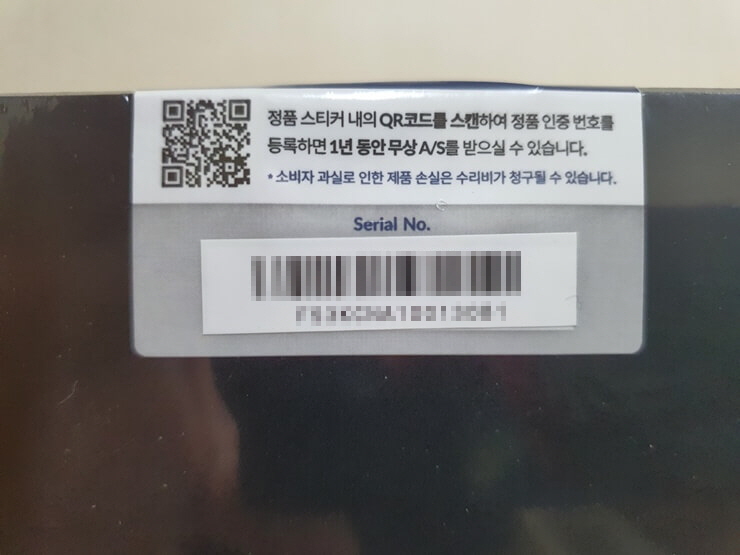 정품 스티커 내의 QR코드를 스캔하여 정품 인증 번호를
등록하면 1년 동안 무상 A/S를 받으실 수 있습니다.
* 소비자 과실로 인한 제품 손실은 수리비가 청구될 수 있습니다.
Serial No.